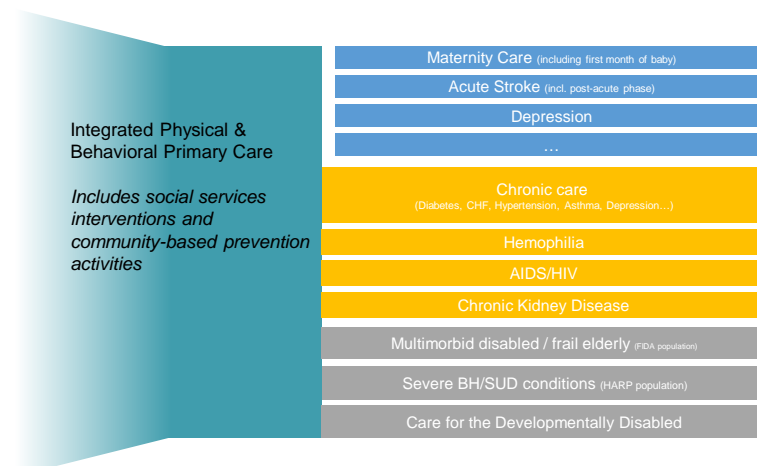 Integrated Physical &
Behavioral Primary Care
Includes social services
interventions and
community-based prevention
activities
Maternity Care (including first month of baby)
Acute Stroke (incl. post-acute phase)
Depression
…
Chronic care
(Diabetes, CHF, Hypertension, Asthma, Depression…)
Hemophilia
AIDS/HIV
Chronic Kidney Disease
Multimorbid disabled / frail elderly (FIDA population)
Severe BH/SUD conditions (HARP population)
Care for the Developmentally Disabled